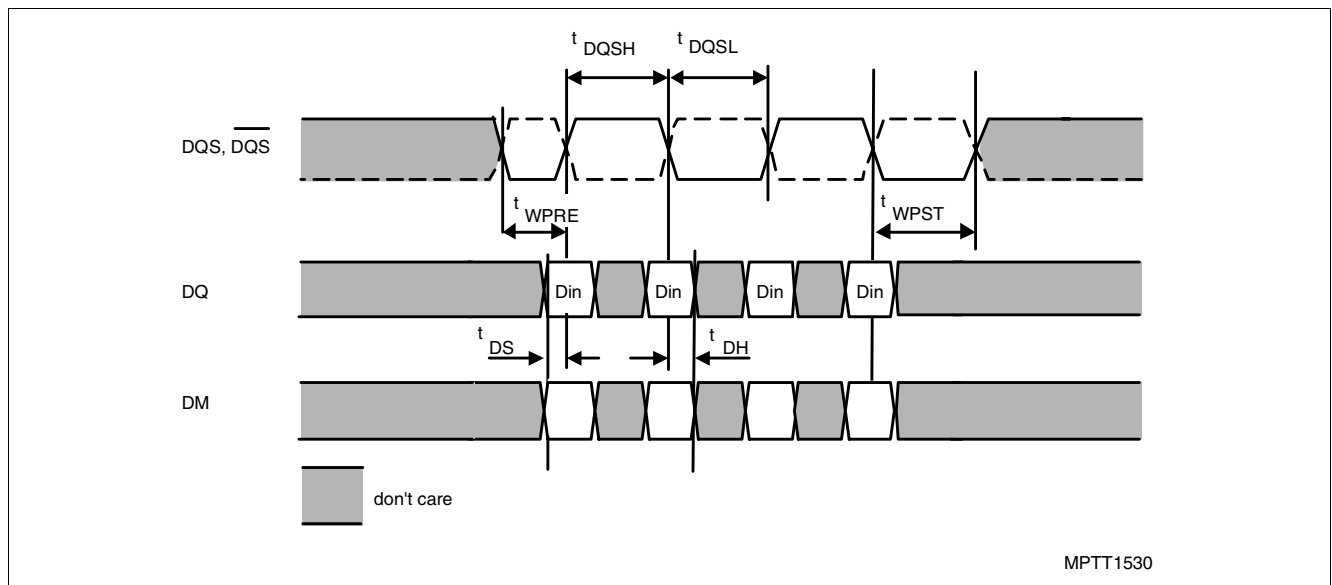 t DQSH
t DQSL
DQS, DQS
t WPRE
t WPST
DQ
Din
Din
Din
Din
t DS
t DH
DM
don't care
MPTT1530